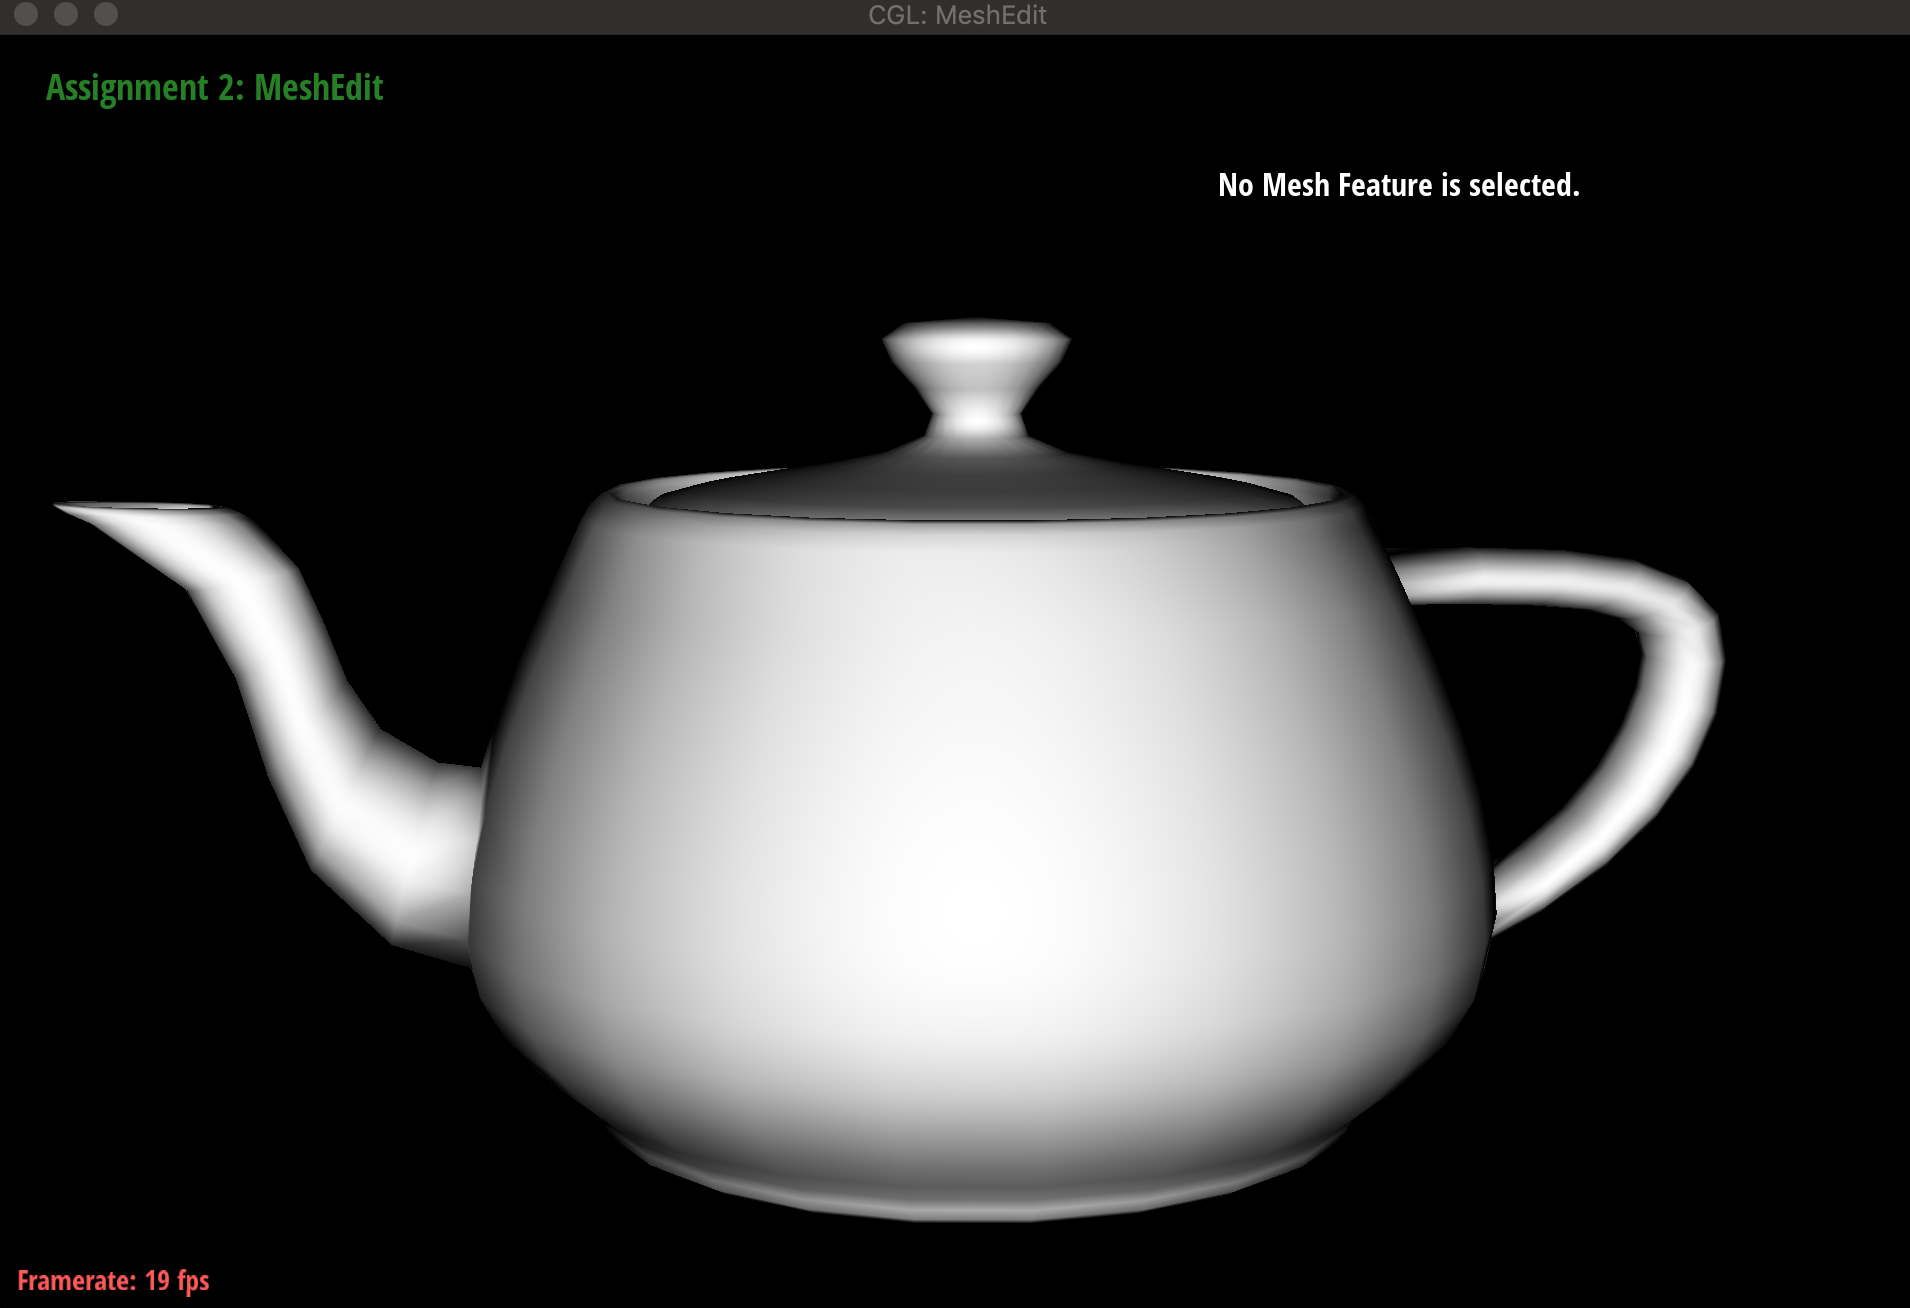 CGL: MeshEdit
Assignment 2: MeshEdit
No Mesh Feature is selected.
Framerate: 19 fps